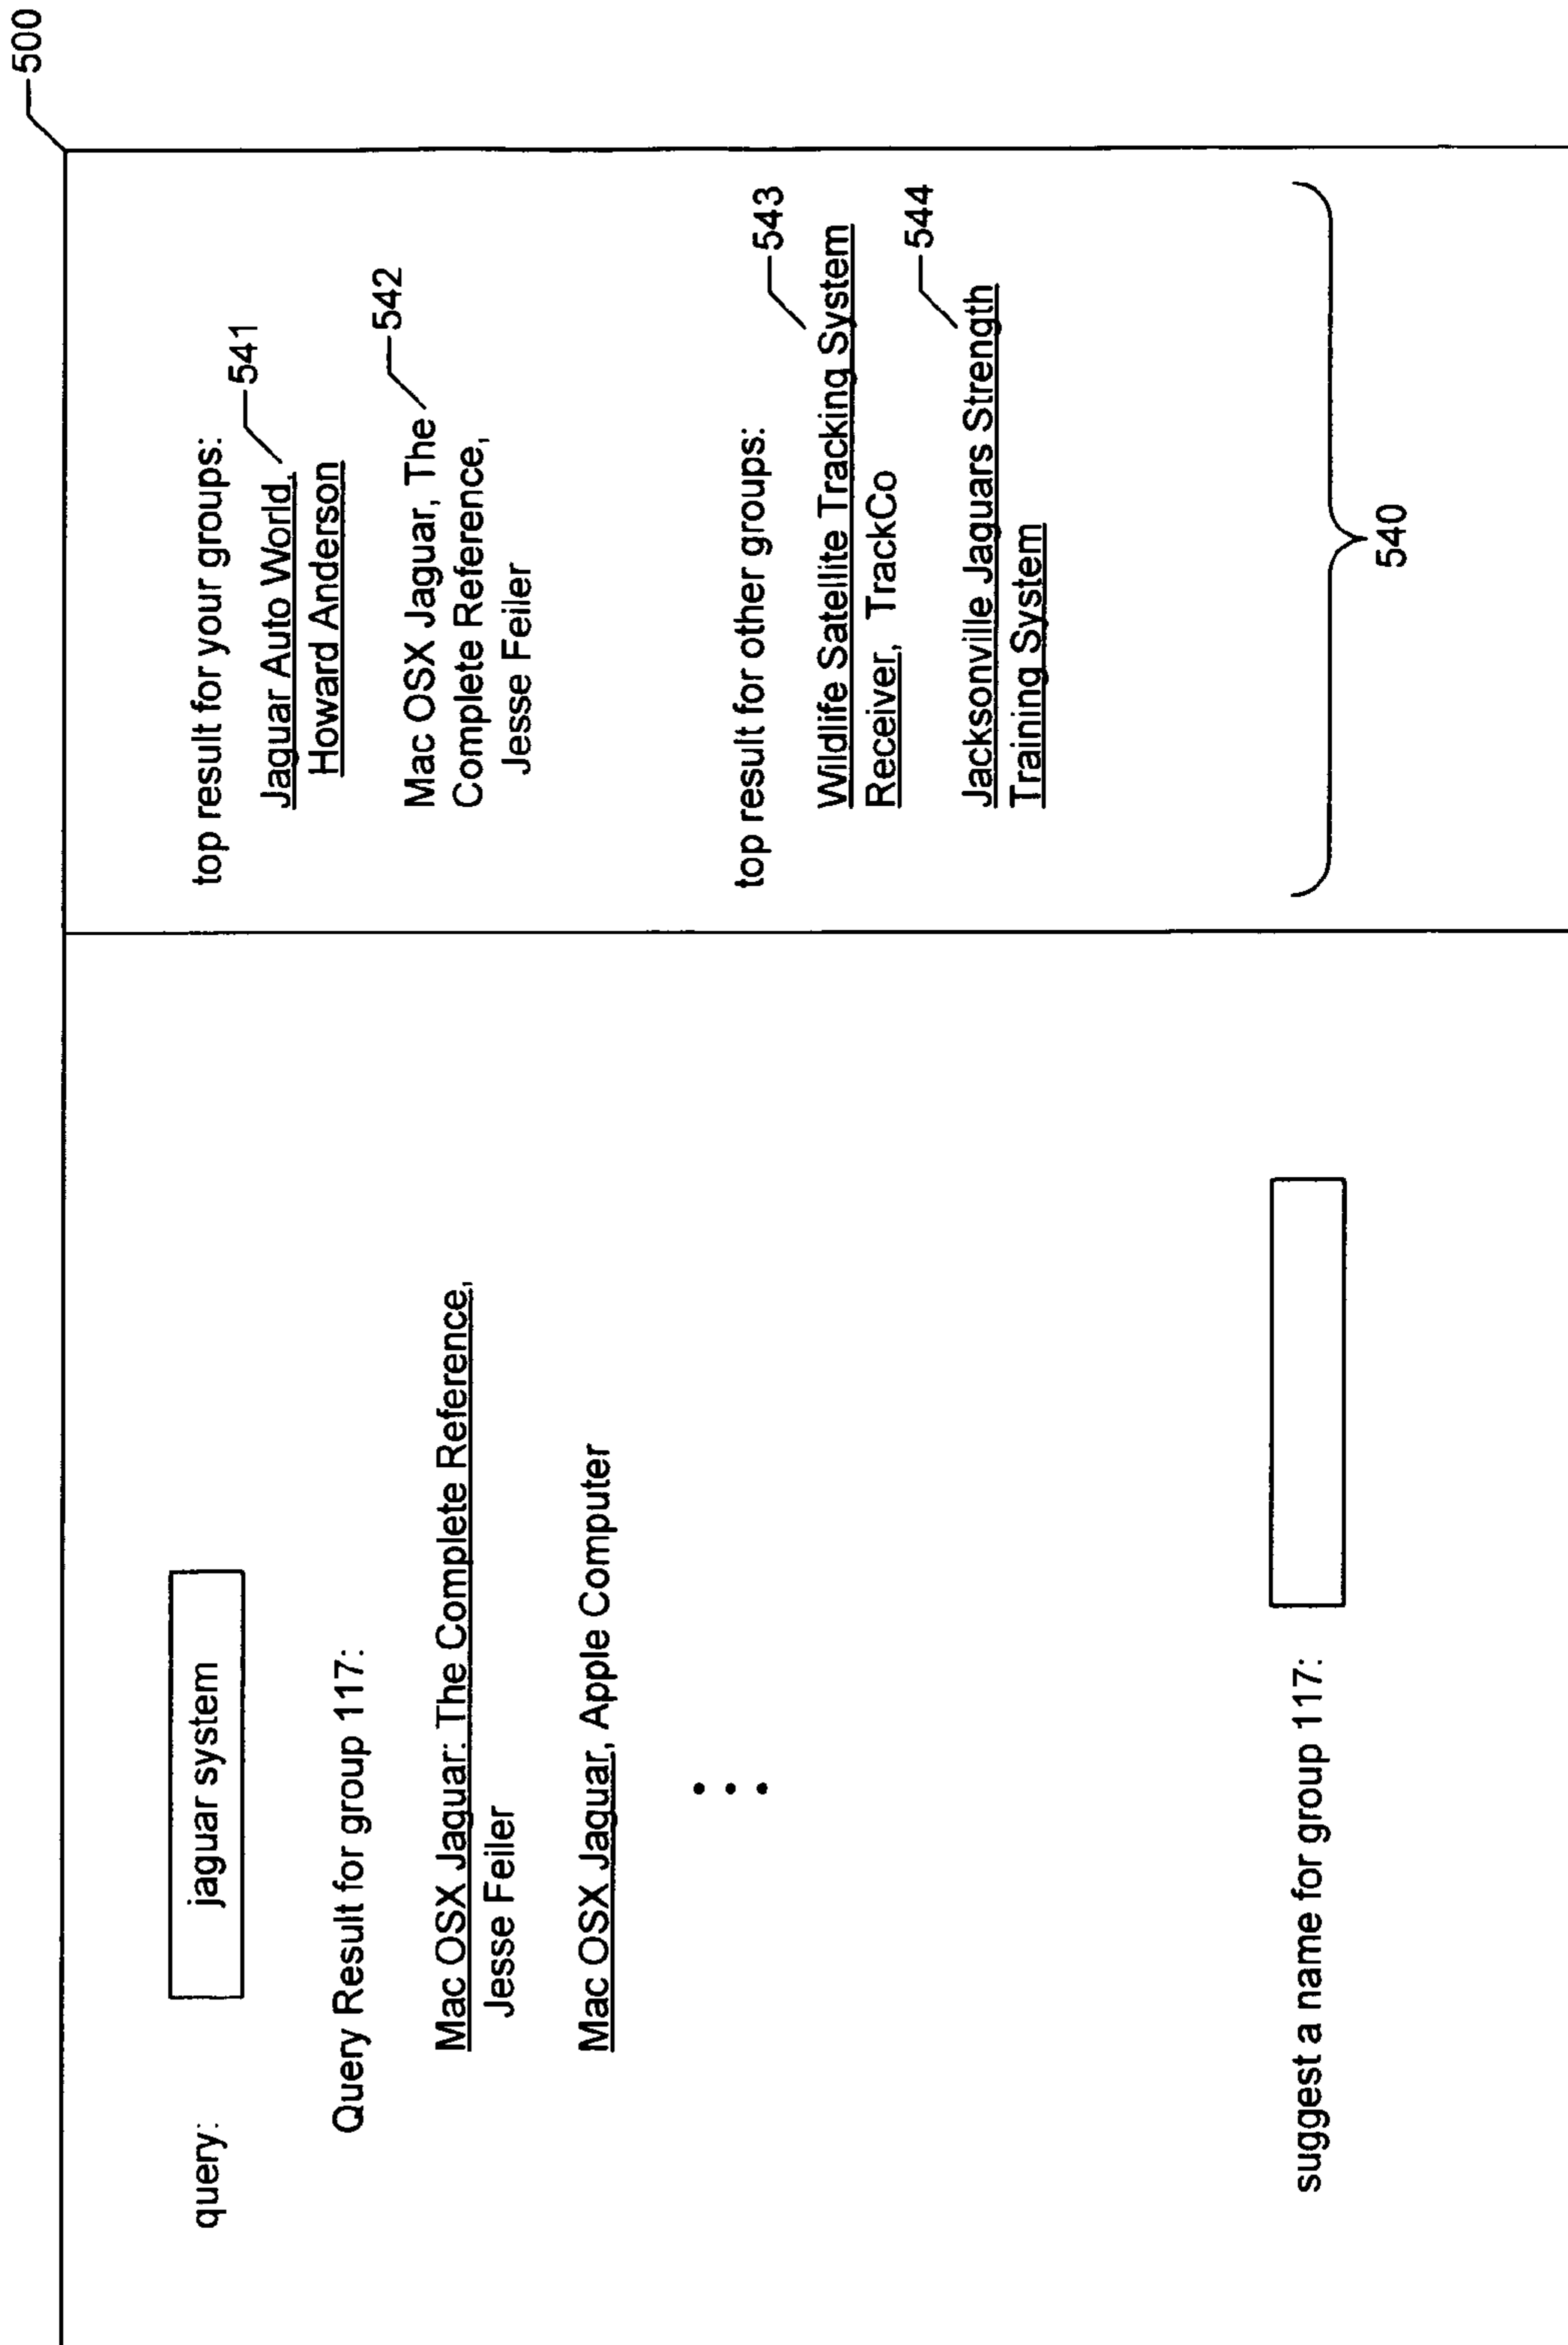 500
query:
jaguar system
Query Result for group 117:
Mac OSX Jaguar: The Complete Reference,
Jesse Feiler
Mac OSX Jaguar, Apple Computer
suggest a name for group 117:
top result for your groups:
541
Jaguar Auto World,
Howard Anderson
542
Mac OSX Jaguar, The
Complete Reference,
Jesse Feiler
top result for other groups:
543
Wildlife Satellite Tracking System
Receiver, TrackCo
544
Jacksonville Jaguars Strength
Training System
540